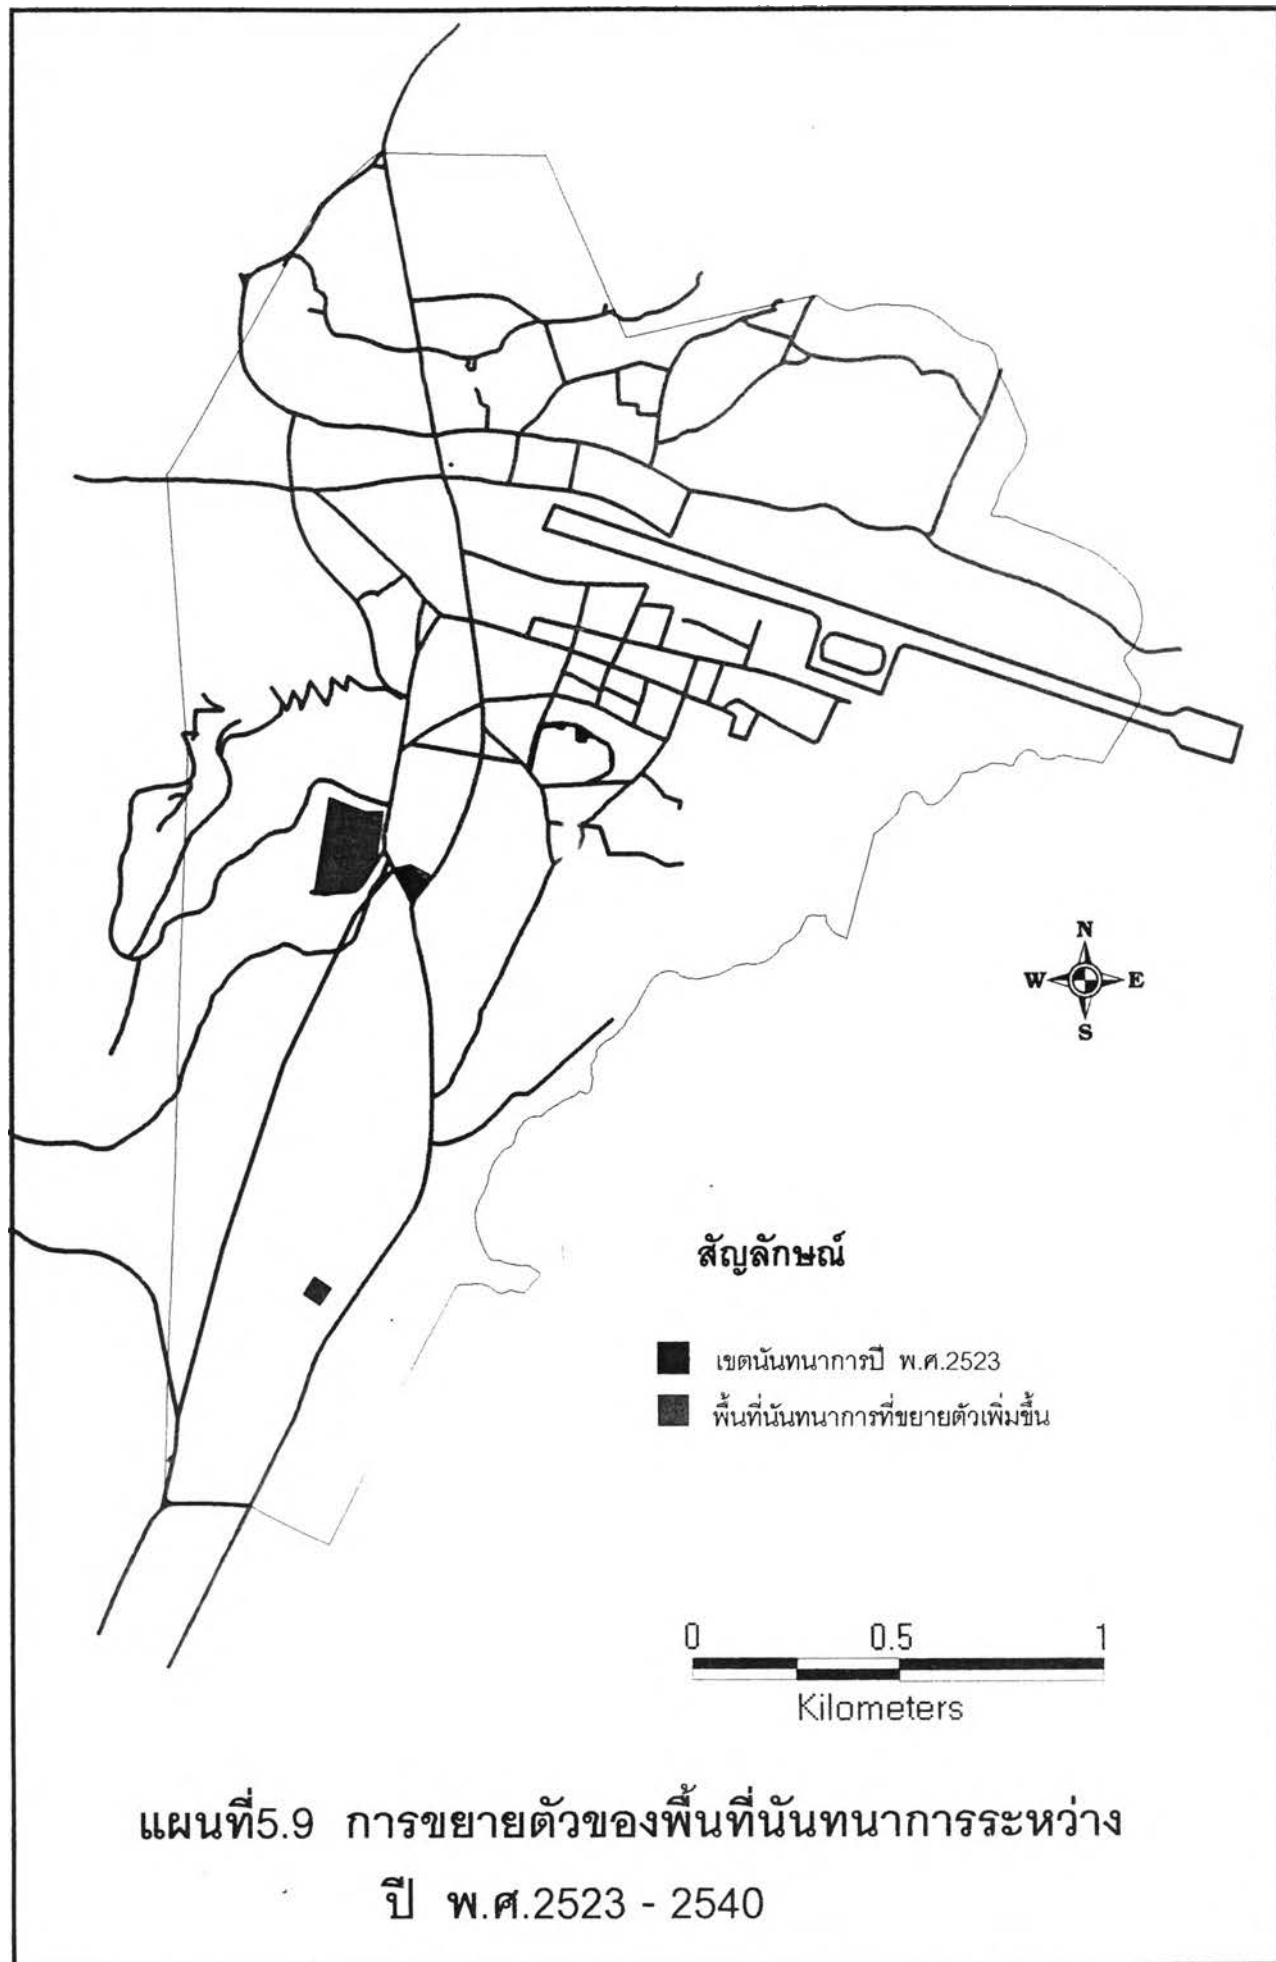 N
W E
S
สัญลักษณ์
เขตนันทนาการปี พ.ศ.2523
พื้นที่นันทนาการที่ขยายตัวเพิ่มขึ้น
0 0.5 1
Kilometers
แผนที่5.9 การขยายตัวของพื้นที่นันทนาการระหว่าง
ปี พ.ศ.2523 - 2540